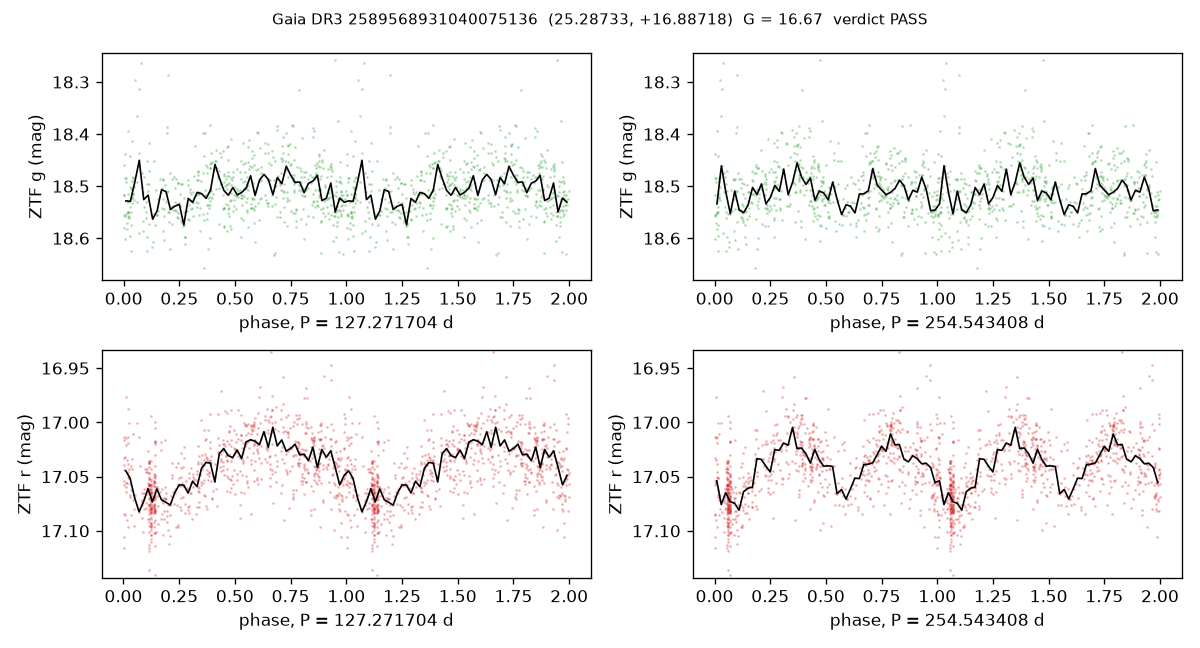 Gaia DR3 2589568931040075136  (25.28733, +16.88718)  G = 16.67  verdict PASS
ZTF g (mag)
18.3
18.4
18.5
18.6
0.00 0.25 0.50 0.75 1.00 1.25 1.50 1.75 2.00
phase, P = 127.271704 d
ZTF g (mag)
18.3
18.4
18.5
18.6
0.00 0.25 0.50 0.75 1.00 1.25 1.50 1.75 2.00
phase, P = 254.543408 d
ZTF r (mag)
16.95
17.00
17.05
17.10
0.00 0.25 0.50 0.75 1.00 1.25 1.50 1.75 2.00
phase, P = 127.271704 d
ZTF r (mag)
16.95
17.00
17.05
17.10
0.00 0.25 0.50 0.75 1.00 1.25 1.50 1.75 2.00
phase, P = 254.543408 d